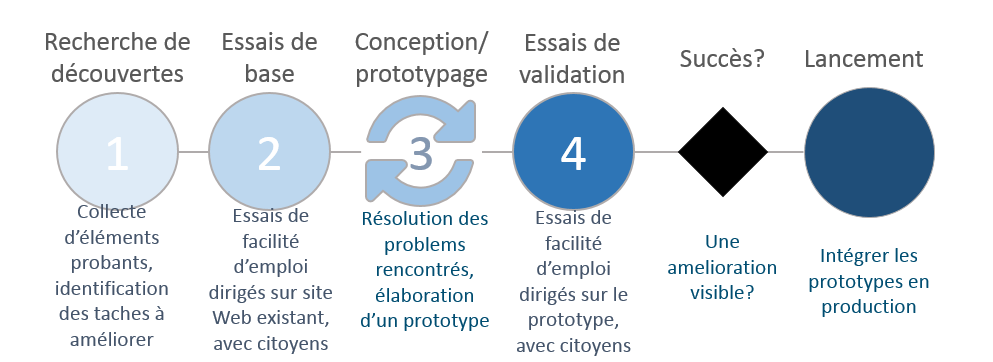 Recherche de
découvertes
1
Collecte
d'éléments
probants,
identification
des taches à
améliorer
Essais de
base
2
Essais de
facilité
d'emploi
dirigés sur site
Web existant,
avec citoyens
Conception/
prototypage
3
Résolution des
problems
rencontrés,
élaboration
d'un prototype
Essais de
validation
4
Essais de
facilité
d'emploi
dirigés sur le
prototype,
avec citoyens
Succès?
Une
amelioration
visible?
Lancement
Intégrer les
prototypes en
production